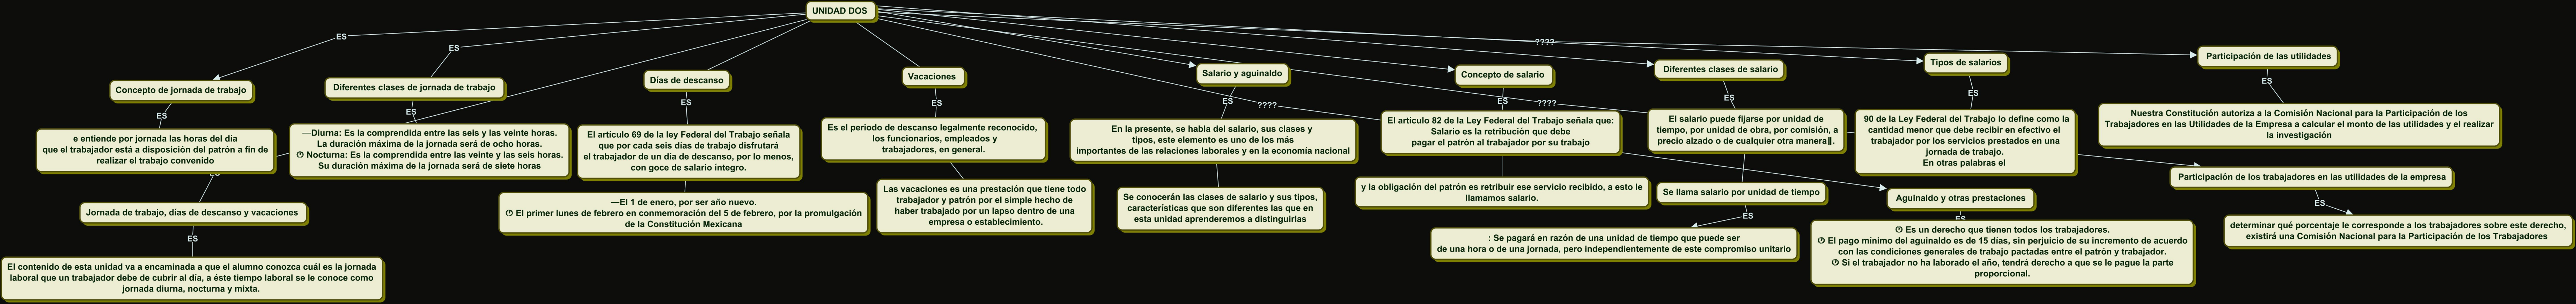 UNIDAD DOS
ES
Concepto de jornada de trabajo
ES
e entiende por jornada las horas del día
que el trabajador está a disposición del patrón a fin de
realizar el trabajo convenido
ES
Jornada de trabajo, días de descanso y vacaciones
ES
El contenido de esta unidad va a encaminada a que el alumno conozca cuál es la jornada
laboral que un trabajador debe de cubrir al día, a éste tiempo laboral se le conoce como
jornada diurna, nocturna y mixta.
ES
Diferentes clases de jornada de trabajo
ES
—Diurna: Es la comprendida entre las seis y las veinte horas.
La duración máxima de la jornada será de ocho horas.
Nocturna: Es la comprendida entre las veinte y las seis horas.
Su duración máxima de la jornada será de siete horas
Días de descanso
ES
El artículo 69 de la ley Federal del Trabajo señala
que por cada seis días de trabajo disfrutará
el trabajador de un día de descanso, por lo menos,
con goce de salario íntegro.
—El 1 de enero, por ser año nuevo.
El primer lunes de febrero en conmemoración del 5 de febrero, por la promulgación
de la Constitución Mexicana
Vacaciones
ES
Es el periodo de descanso legalmente reconocido,
los funcionarios, empleados y
trabajadores, en general.
Las vacaciones es una prestación que tiene todo
trabajador y patrón por el simple hecho de
haber trabajado por un lapso dentro de una
empresa o establecimiento.
Salario y aguinaldo
ES
En la presente, se habla del salario, sus clases y
tipos, este elemento es uno de los más
importantes de las relaciones laborales y en la economía nacional
Se conocerán las clases de salario y sus tipos,
características que son diferentes las que en
esta unidad aprenderemos a distinguirlas
????
Concepto de salario
ES
El artículo 82 de la Ley Federal del Trabajo señala que:
Salario es la retribución que debe
pagar el patrón al trabajador por su trabajo
y la obligación del patrón es retribuir ese servicio recibido, a esto le
llamamos salario.
????
????
Diferentes clases de salario
ES
El salario puede fijarse por unidad de
tiempo, por unidad de obra, por comisión, a
precio alzado o de cualquier otra manera‖.
Se llama salario por unidad de tiempo
ES
: Se pagará en razón de una unidad de tiempo que puede ser
de una hora o de una jornada, pero independientemente de este compromiso unitario
Tipos de salarios
ES
90 de la Ley Federal del Trabajo lo define como la
cantidad menor que debe recibir en efectivo el
trabajador por los servicios prestados en una
jornada de trabajo.
En otras palabras el
Aguinaldo y otras prestaciones
ES
Es un derecho que tienen todos los trabajadores.
El pago mínimo del aguinaldo es de 15 días, sin perjuicio de su incremento de acuerdo
con las condiciones generales de trabajo pactadas entre el patrón y trabajador.
Si el trabajador no ha laborado el año, tendrá derecho a que se le pague la parte
proporcional.
Participación de las utilidades
ES
Nuestra Constitución autoriza a la Comisión Nacional para la Participación de los
Trabajadores en las Utilidades de la Empresa a calcular el monto de las utilidades y el realizar
la investigación
Participación de los trabajadores en las utilidades de la empresa
ES
determinar qué porcentaje le corresponde a los trabajadores sobre este derecho,
existirá una Comisión Nacional para la Participación de los Trabajadores